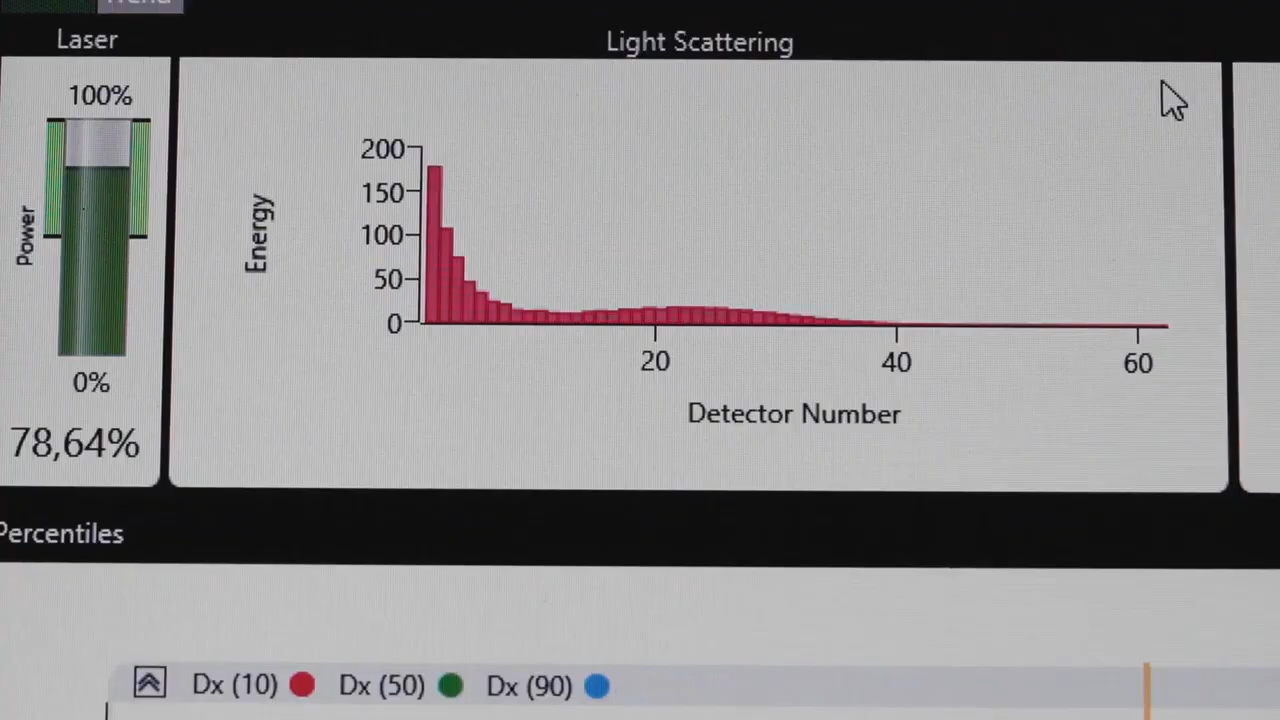 Trend
Laser
Light Scattering
100%
Power
0%
78,64%
Energy
200
150
100
50
0
20
40
60
Detector Number
Percentiles
Dx (10) Dx (50) Dx (90)